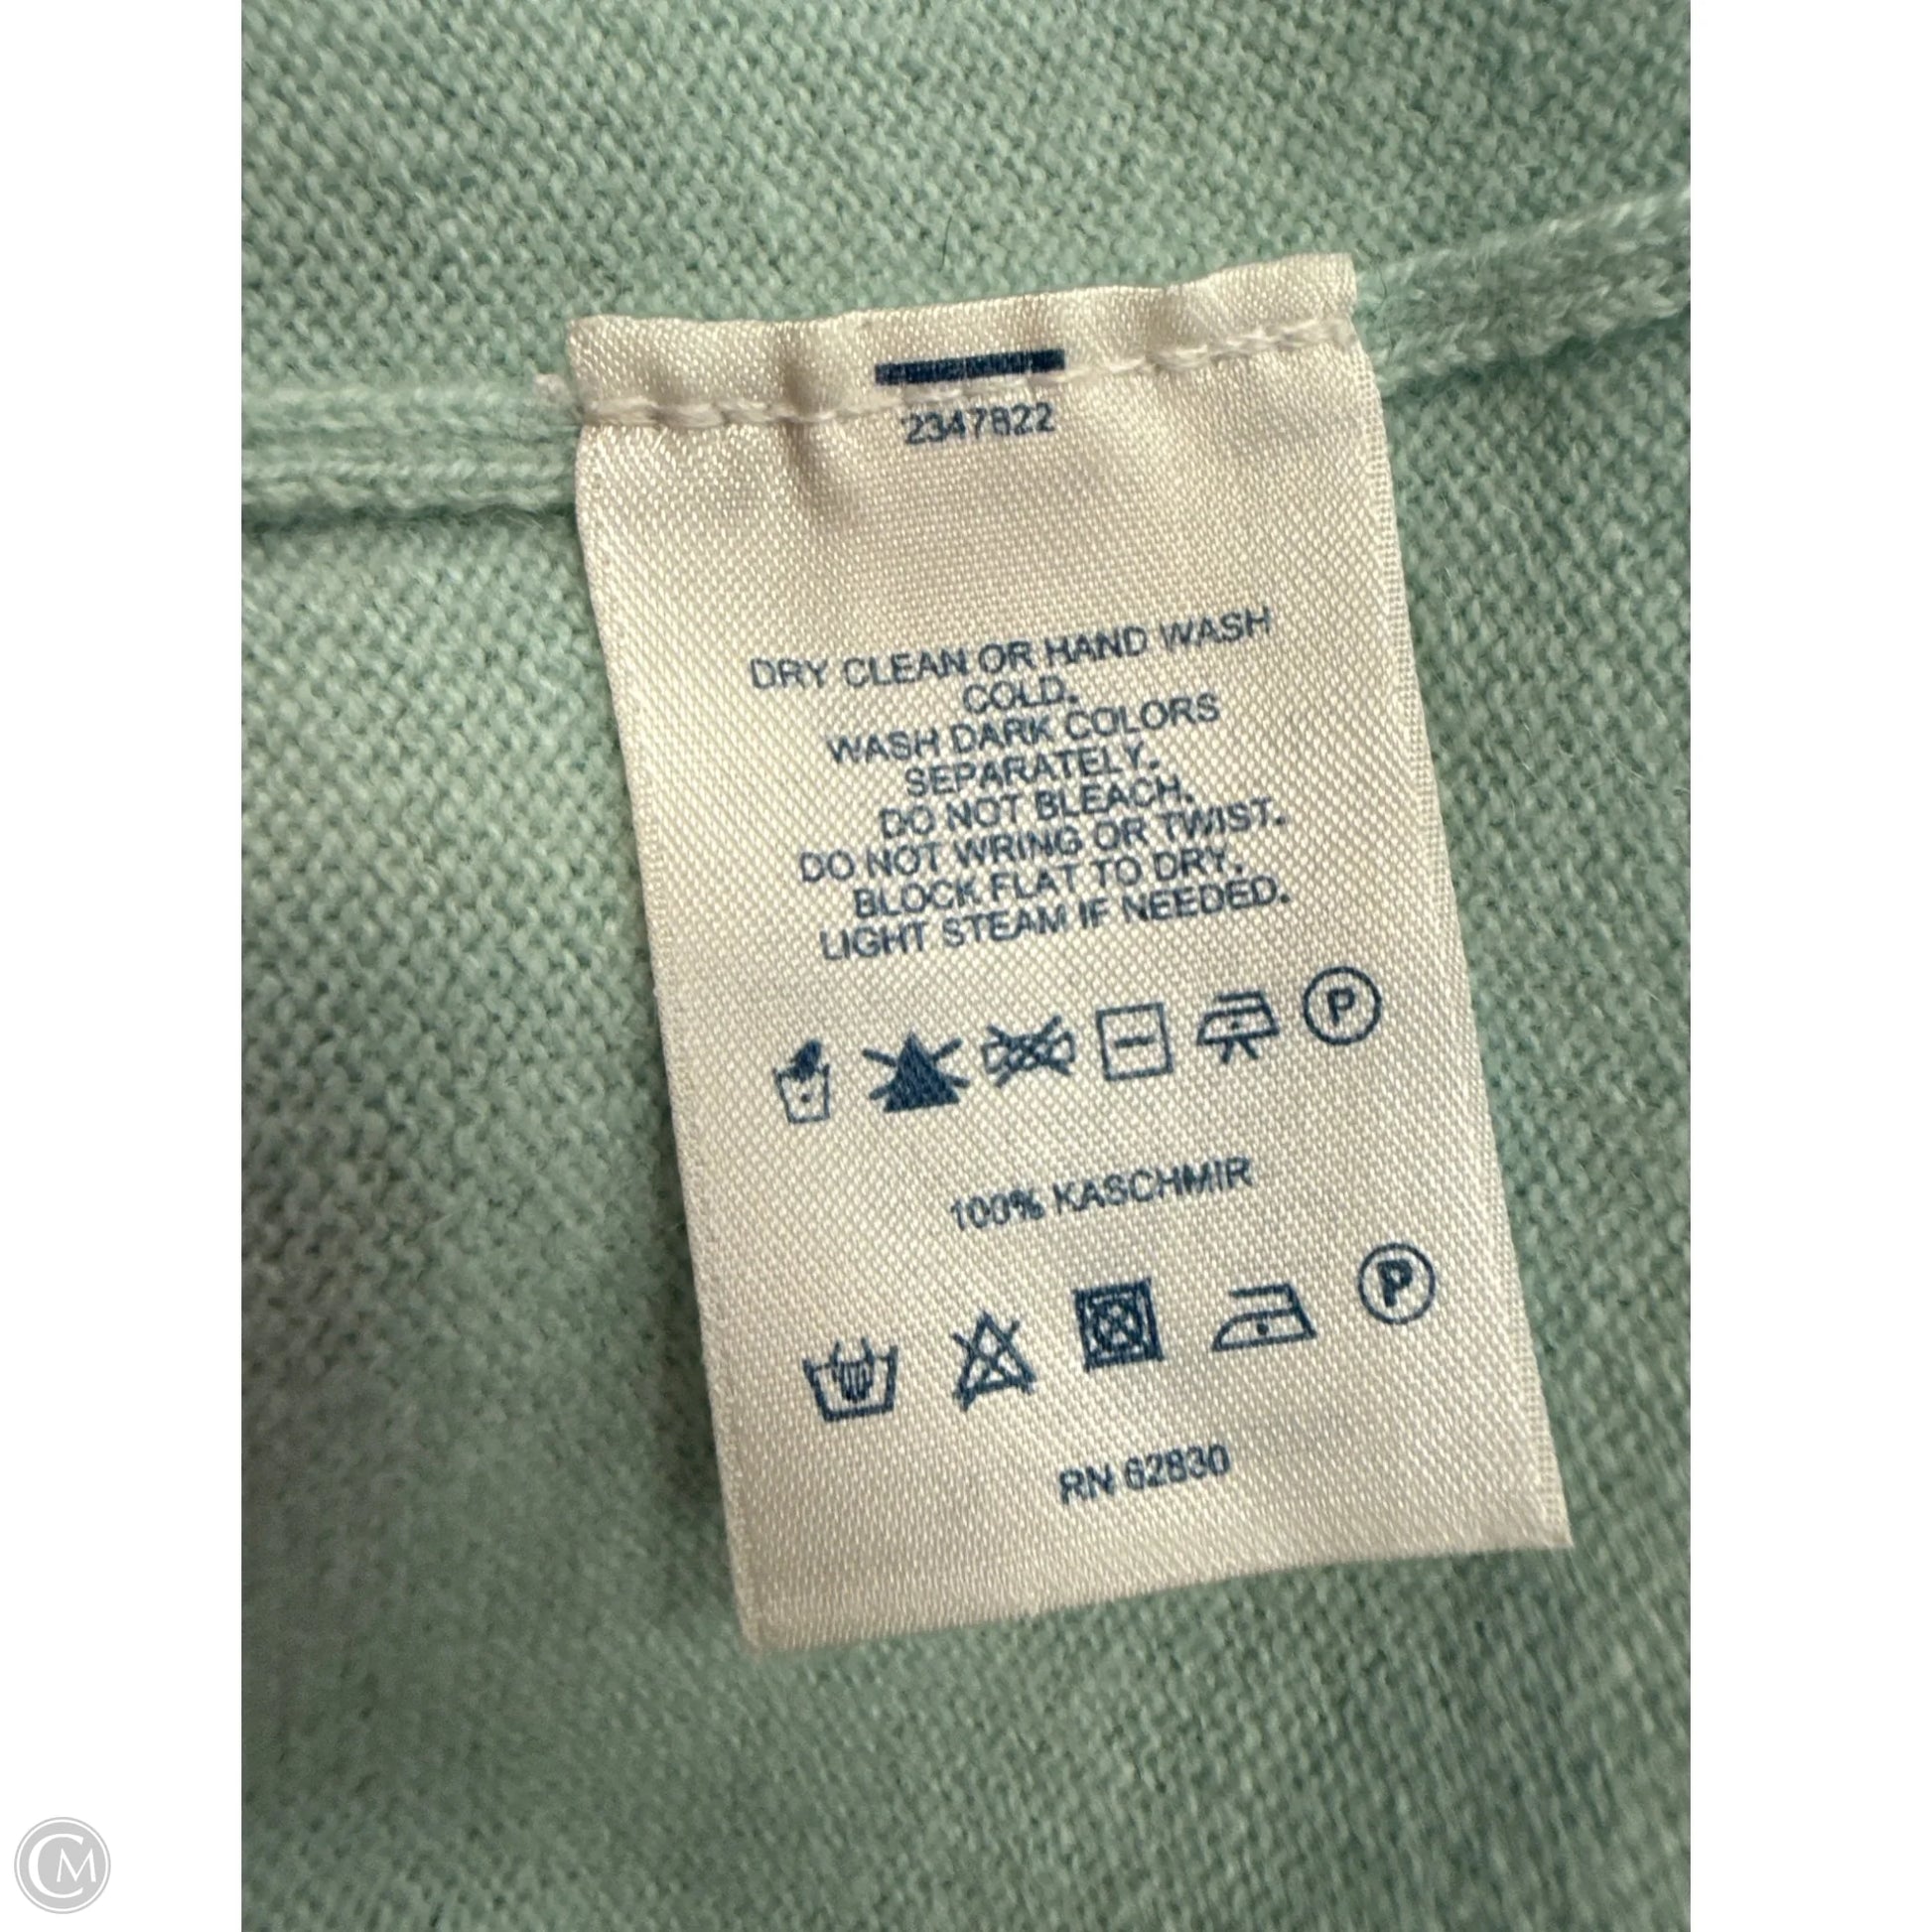 2347822
DRY CLEAN OR HAND WASH
COLD.
WASH DARK COLORS
SEPARATELY.
DO NOT BLEACH.
DO NOT WRING OR TWIST.
BLOCK FLAT TO DRY.
LIGHT STEAM IF NEEDED.
P
100% KASCHMIR
P
RN 62830
CM